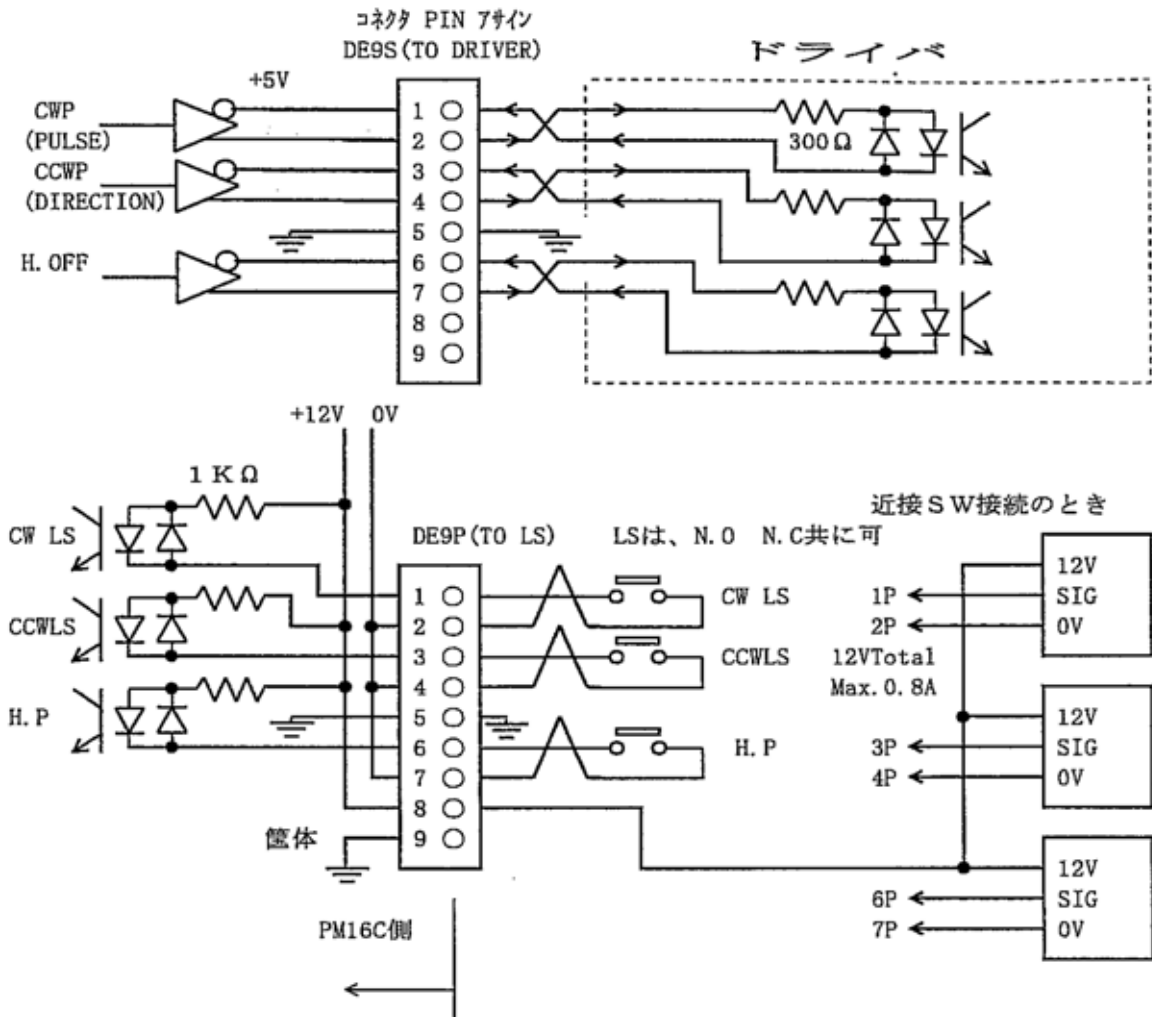 コネクタ PIN アサイン
DE9S(TO DRIVER)
ドライバ
+5V
CWP
(PULSE)
CCWP
(DIRECTION)
H.OFF
1
2
3
4
5
6
7
8
9
300Ω
+12V 0V
1KΩ
CW LS
CCWLS
H.P
DE9P(TO LS)
LSは、N.O N.C共に可
1
2
3
4
5
6
7
8
9
CW LS
CCWLS
H.P
筐体
PM16C側
近接SW接続のとき
1P
2P
12VTotal
Max.0.8A
3P
4P
6P
7P
12V
SIG
0V
12V
SIG
0V
12V
SIG
0V